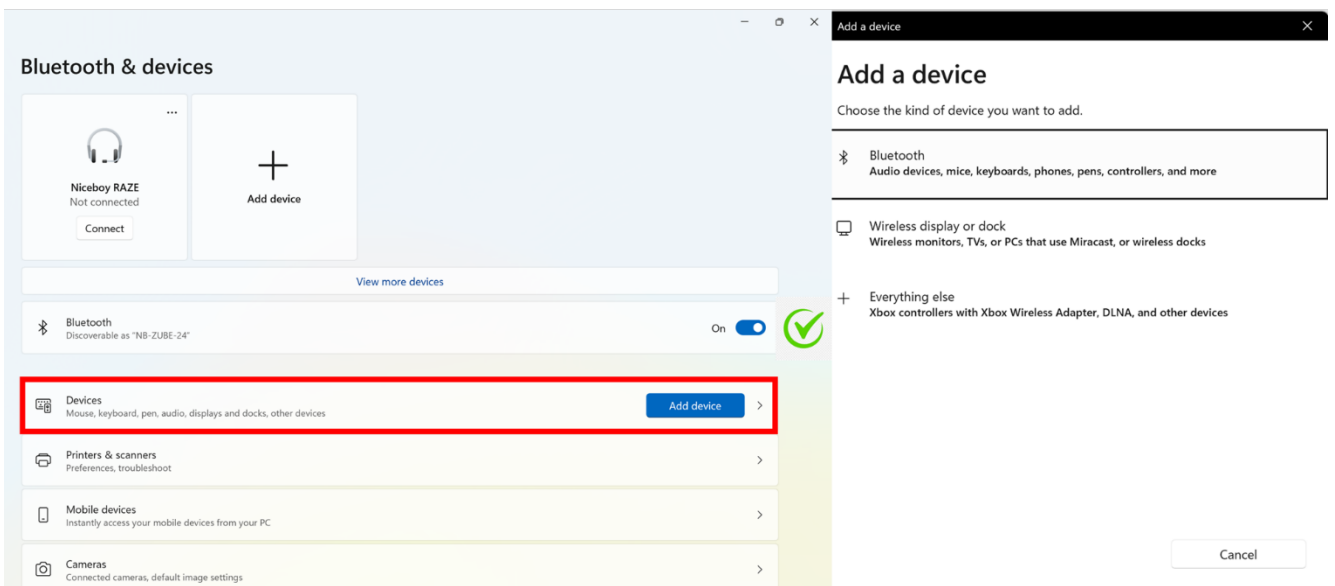 Bluetooth & devices
...
Niceboy RAZE
Not connected
Connect
Add device
View more devices
Bluetooth
Discoverable as "NB-ZUBE-24"
On
Devices
Mouse, keyboard, pen, audio, displays and docks, other devices
Add device
Printers & scanners
Preferences, troubleshoot
Mobile devices
Instantly access your mobile devices from your PC
Cameras
Connected cameras, default image settings
Add a device
Add a device
Choose the kind of device you want to add.
Bluetooth
Audio devices, mice, keyboards, phones, pens, controllers, and more
Wireless display or dock
Wireless monitors, TVs, or PCs that use Miracast, or wireless docks
Everything else
Xbox controllers with Xbox Wireless Adapter, DLNA, and other devices
Cancel